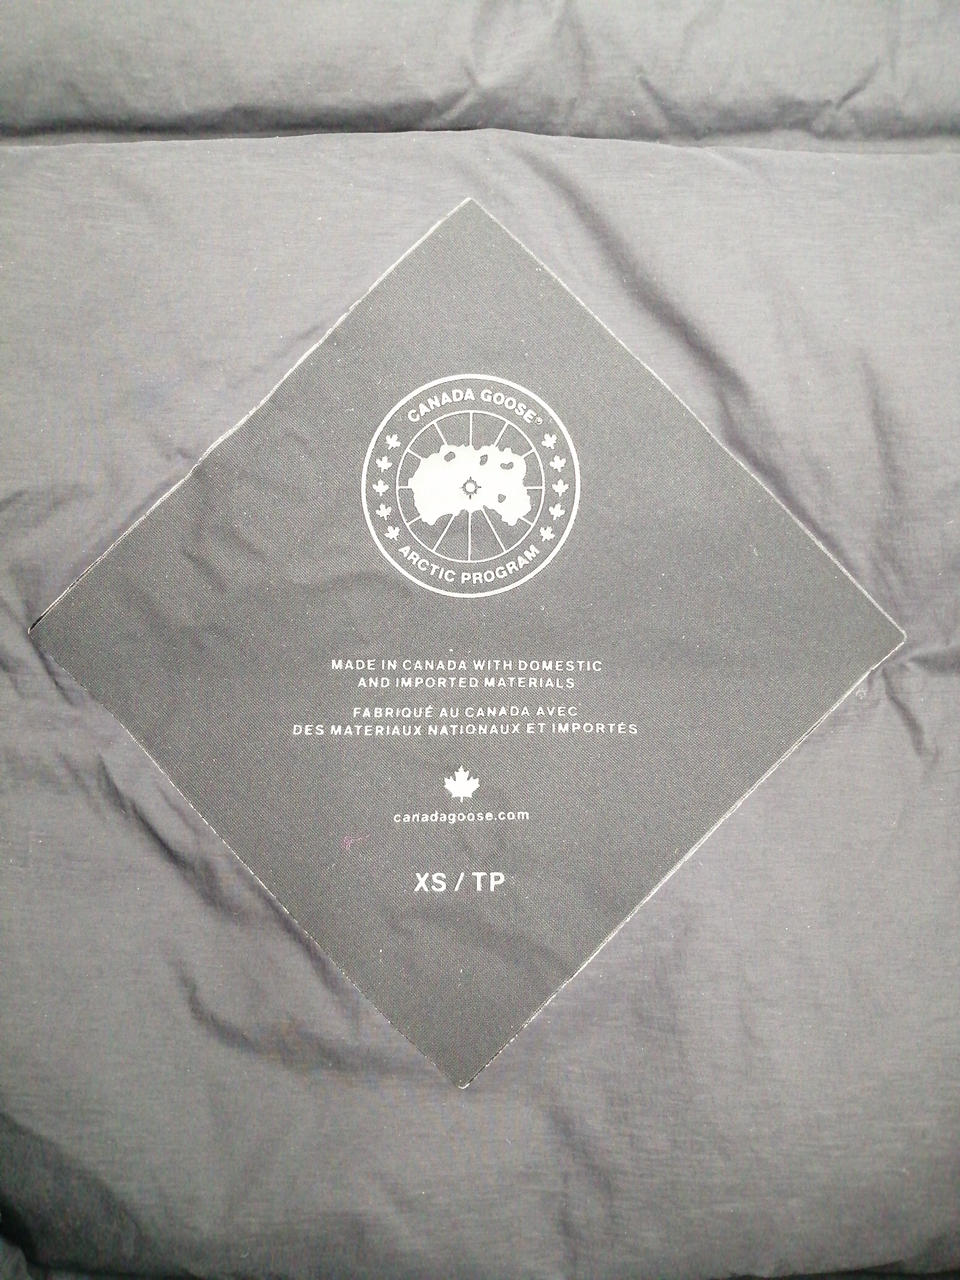 CANADA GOOSE®
ARCTIC PROGRAM
MADE IN CANADA WITH DOMESTIC
AND IMPORTED MATERIALS
FABRIQUÉ AU CANADA AVEC
DES MATERIAUX NATIONAUX ET IMPORTÉS
canadagoose.com
XS / TP